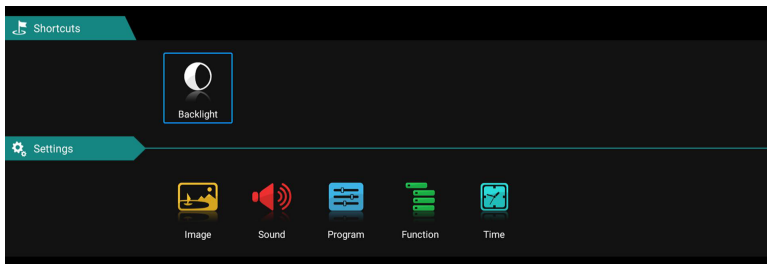 Shortcuts
Backlight
Settings
Image
Sound
Program
Function
Time